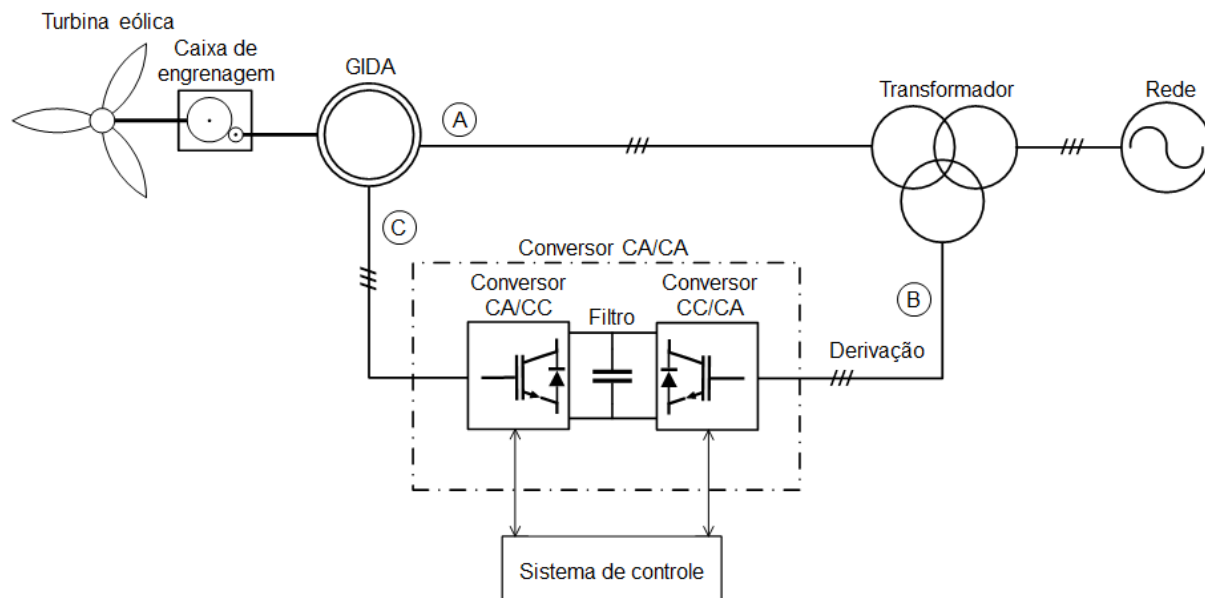 Turbina eólica
Caixa de
engrenagem
GIDA
A
Transformador
Rede
C
Conversor CA/CA
Conversor
CA/CC
Filtro
Conversor
CC/CA
B
Derivação
Sistema de controle